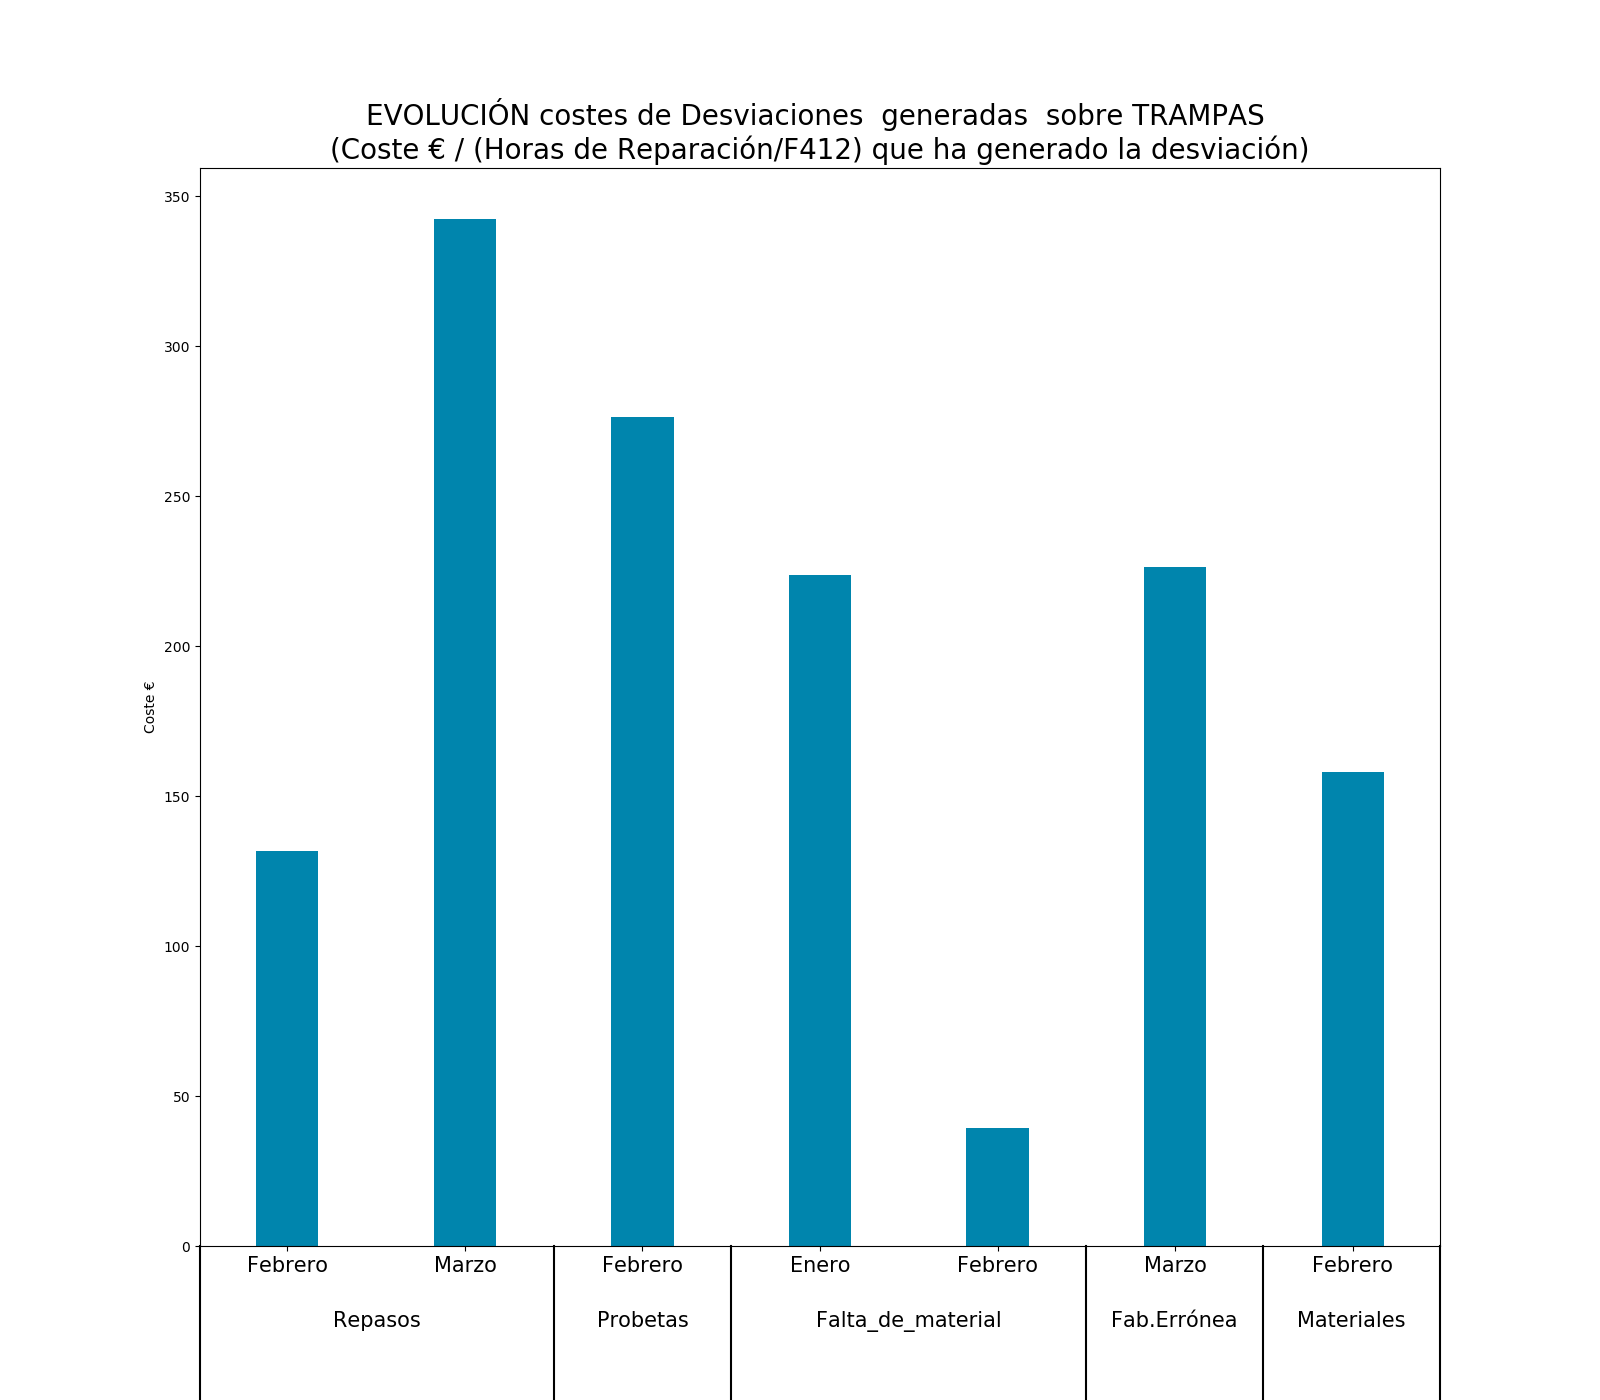 EVOLUCIÓN costes de Desviaciones  generadas  sobre TRAMPAS
(Coste € / (Horas de Reparación/F412) que ha generado la desviación)
350
300
250
200
150
100
50
0
Coste €
Febrero Marzo Febrero Enero Febrero Marzo Febrero
Repasos Probetas Falta_de_material Fab.Errónea Materiales